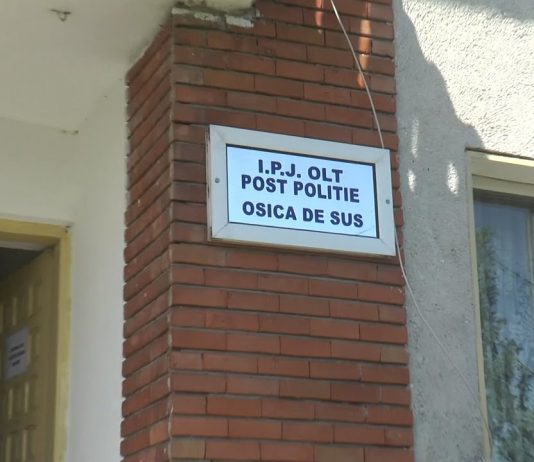 I.P.J. OLT
POST POLITIE
OSICA DE SUS